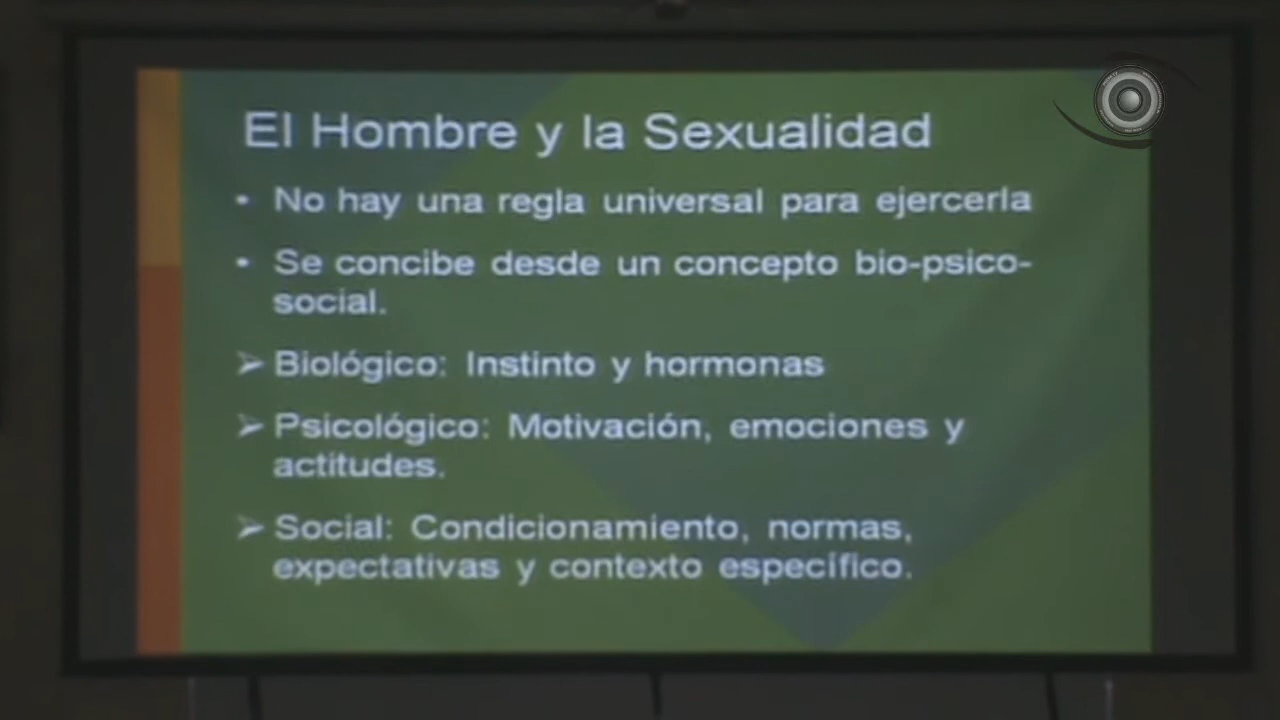 El Hombre y la Sexualidad
• No hay una regla universal para ejercerla
• Se concibe desde un concepto bio-psico-
social.
➢ Biológico: Instinto y hormonas
➢ Psicológico: Motivación, emociones y
actitudes.
➢ Social: Condicionamiento, normas,
expectativas y contexto específico.